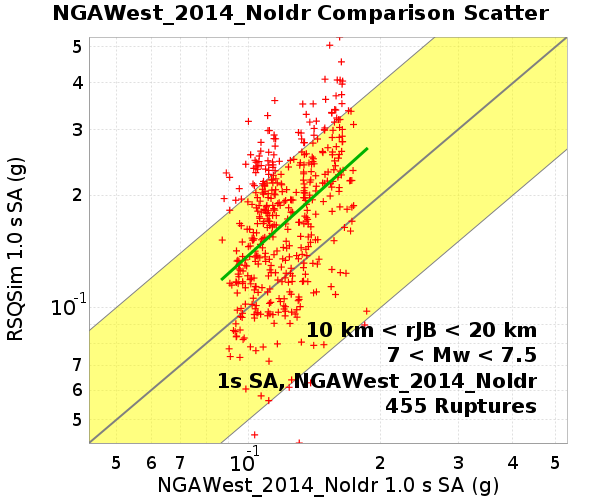 NGAWest_2014_NoIdr Comparison Scatter
5
4
3
2
10-1
7
6
5
RSQSim 1.0 s SA (g)
10 km < rJB < 20 km
7 < Mw < 7.5
1s SA, NGAWest_2014_NoIdr
455 Ruptures
5 6 7 10-1 2 3 4 5
NGAWest_2014_NoIdr 1.0 s SA (g)